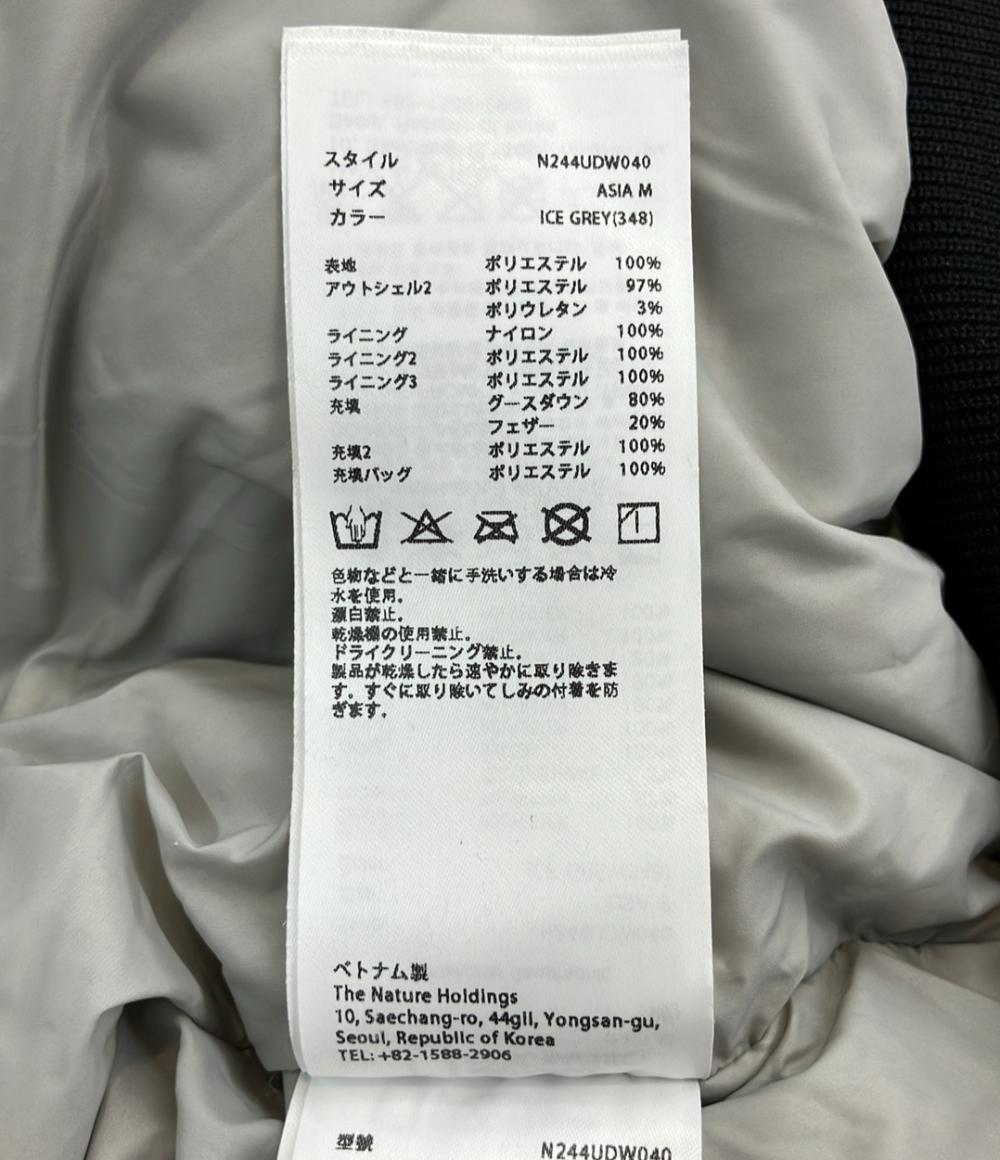 スタイル N244UDW040
サイズ ASIA M
カラー ICE GREY(348)
表地 ポリエステル 100%
アウトシェル2 ポリエステル 97%
ポリウレタン 3%
ライニング ナイロン 100%
ライニング2 ポリエステル 100%
ライニング3 ポリエステル 100%
充填 グースダウン 80%
フェザー 20%
充填2 ポリエステル 100%
充填バッグ ポリエステル 100%
色物などと一緒に手洗いする場合は冷
水を使用。
漂白禁止。
乾燥機の使用禁止。
ドライクリーニング禁止。
製品が乾燥したら速やかに取り除きま
す。すぐに取り除いてしみの付着を防
ぎます。
ベトナム製
The Nature Holdings
10, Saechang-ro, 44gil, Yongsan-gu,
Seoul, Republic of Korea
TEL: +82-1588-2906
型號 N244UDW040